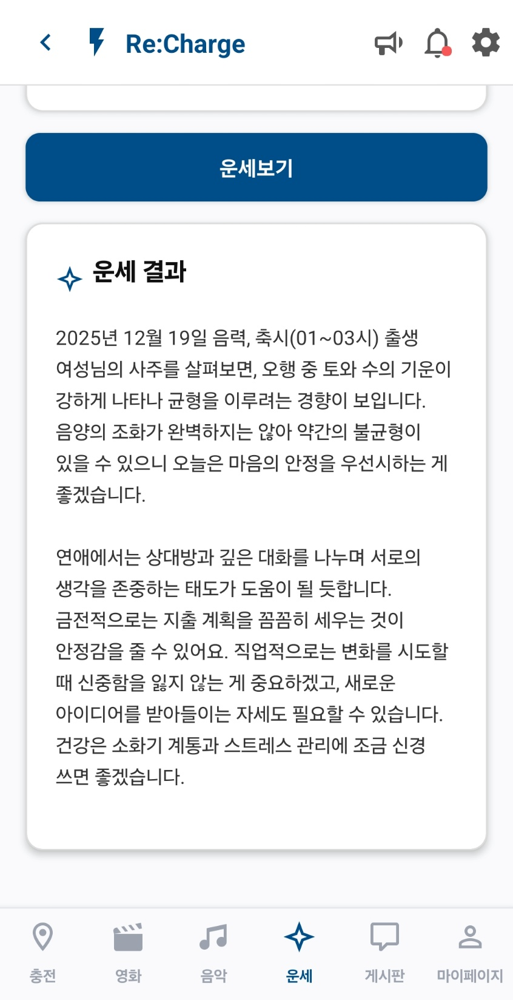 Re:Charge
운세보기
운세 결과
2025년 12월 19일 음력, 축시(01~03시) 출생
여성님의 사주를 살펴보면, 오행 중 토와 수의 기운이
강하게 나타나 균형을 이루려는 경향이 보입니다.
음양의 조화가 완벽하지는 않아 약간의 불균형이
있을 수 있으니 오늘은 마음의 안정을 우선시하는 게
좋겠습니다.
연애에서는 상대방과 깊은 대화를 나누며 서로의
생각을 존중하는 태도가 도움이 될 듯합니다.
금전적으로는 지출 계획을 꼼꼼히 세우는 것이
안정감을 줄 수 있어요. 직업적으로는 변화를 시도할
때 신중함을 잃지 않는 게 중요하겠고, 새로운
아이디어를 받아들이는 자세도 필요할 수 있습니다.
건강은 소화기 계통과 스트레스 관리에 조금 신경
쓰면 좋겠습니다.
충전 영화 음악 운세 게시판 마이페이지